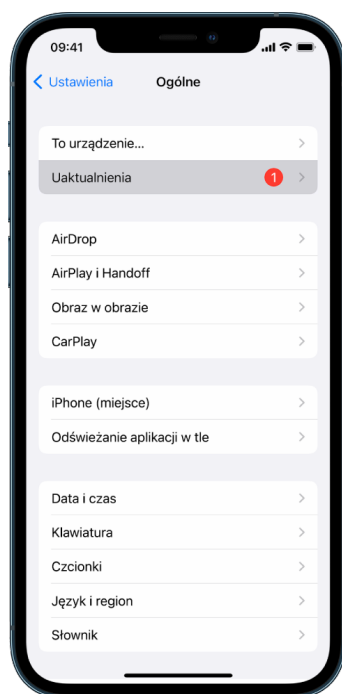 09:41
Ustawienia Ogólne
To urządzenie...
Uaktualnienia 1
AirDrop
AirPlay i Handoff
Obraz w obrazie
CarPlay
iPhone (miejsce)
Odświeżanie aplikacji w tle
Data i czas
Klawiatura
Czcionki
Język i region
Słownik